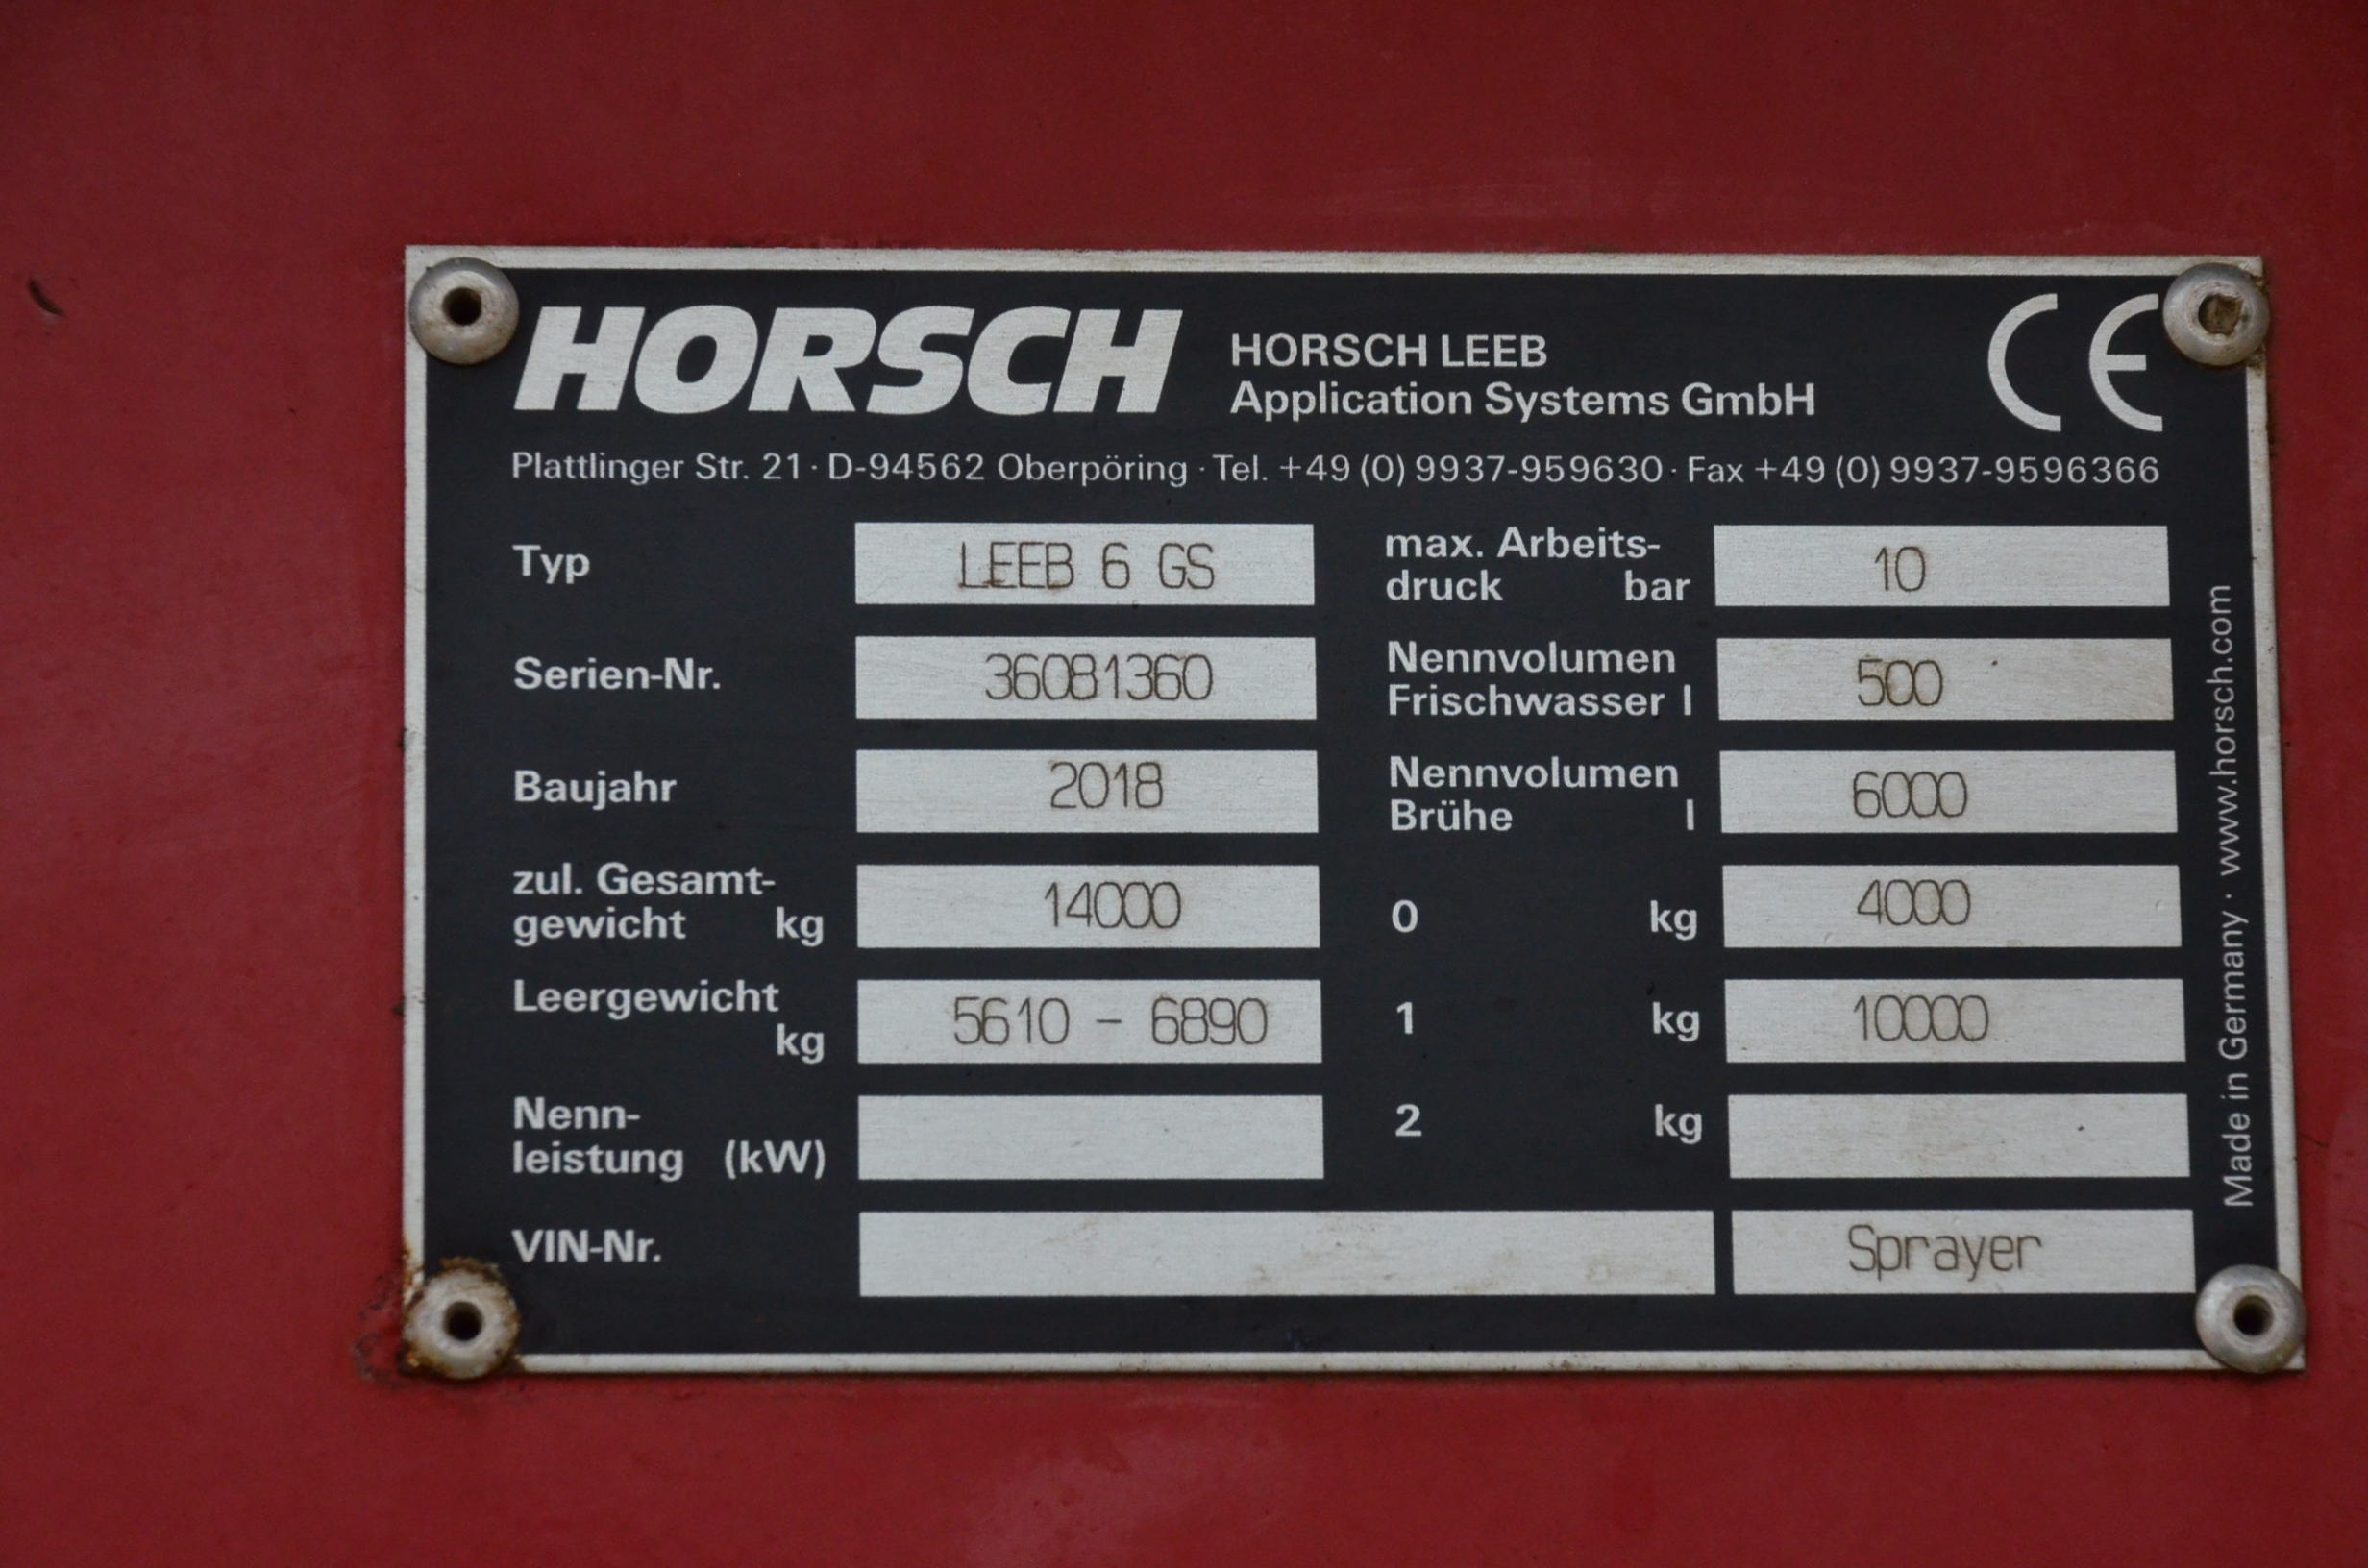 HORSCH
HORSCH LEEB
Application Systems GmbH
CE
Plattlinger Str. 21 · D-94562 Oberpöring · Tel. +49 (0) 9937-959630 · Fax +49 (0) 9937-9596366
Typ LEEB 6 GS
Serien-Nr. 36081360
Baujahr 2018
zul. Gesamt-
gewicht kg 14000
Leergewicht
kg 5610 - 6890
Nenn-
leistung (kW)
VIN-Nr.
max. Arbeits-
druck bar 10
Nennvolumen
Frischwasser l 500
Nennvolumen
Brühe l 6000
0 kg 4000
1 kg 10000
2 kg
Sprayer
Made in Germany · www.horsch.com